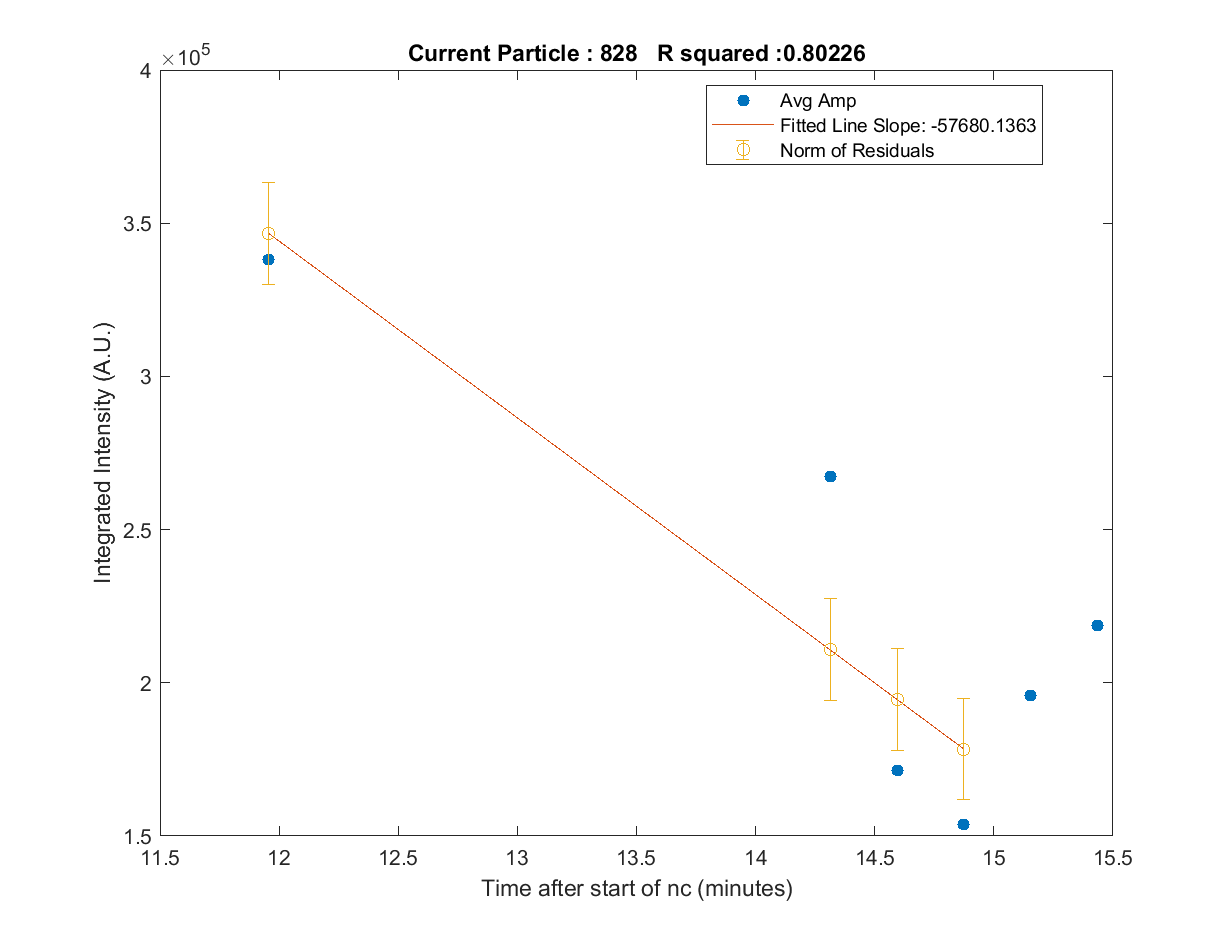 Current Particle : 828 R squared :0.80226
×10^5
Avg Amp
Fitted Line Slope: -57680.1363
Norm of Residuals
4
3.5
3
2.5
2
1.5
Integrated Intensity (A.U.)
11.5 12 12.5 13 13.5 14 14.5 15 15.5
Time after start of nc (minutes)